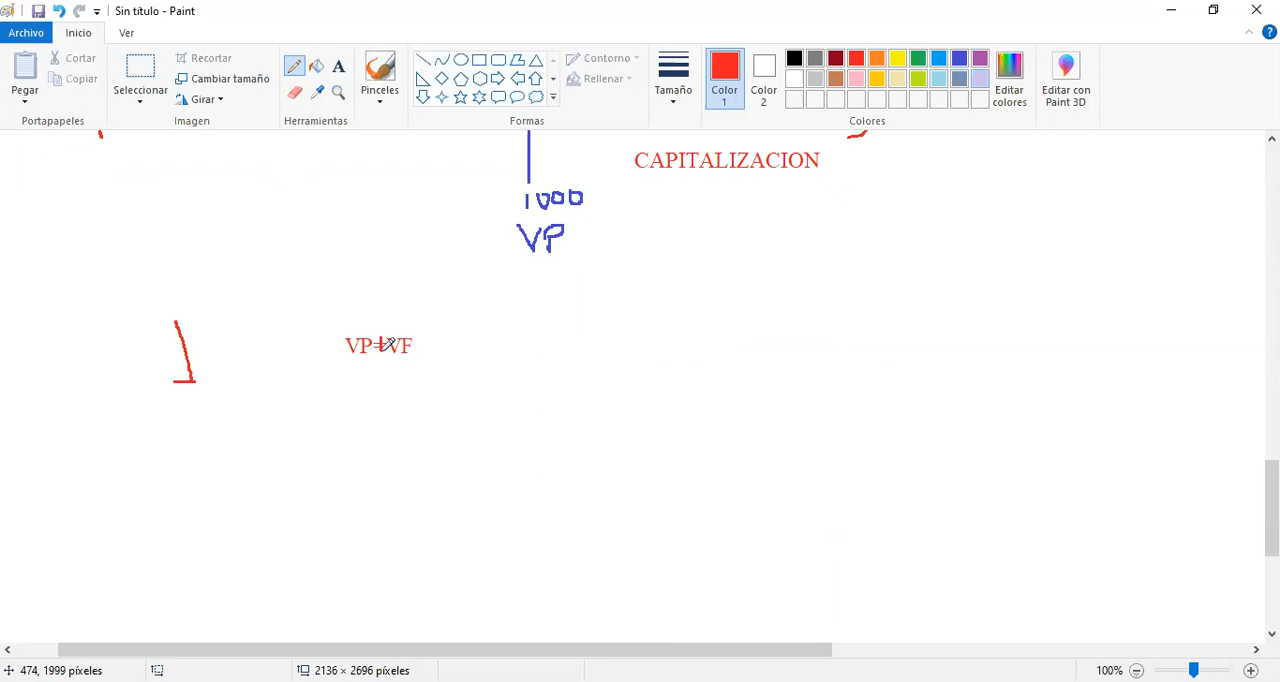 Sin título - Paint
Archivo Inicio Ver
Pegar
Cortar
Copiar
Portapapeles
Seleccionar
Recortar
Cambiar tamaño
Girar
Imagen
A
Herramientas
Pinceles
Contorno
Rellenar
Formas
Tamaño
Color 1
Color 2
Editar colores
Colores
Editar con Paint 3D
CAPITALIZACION
1000
VP
VP=VF
474, 1999 píxeles
2136 × 2696 píxeles
100%